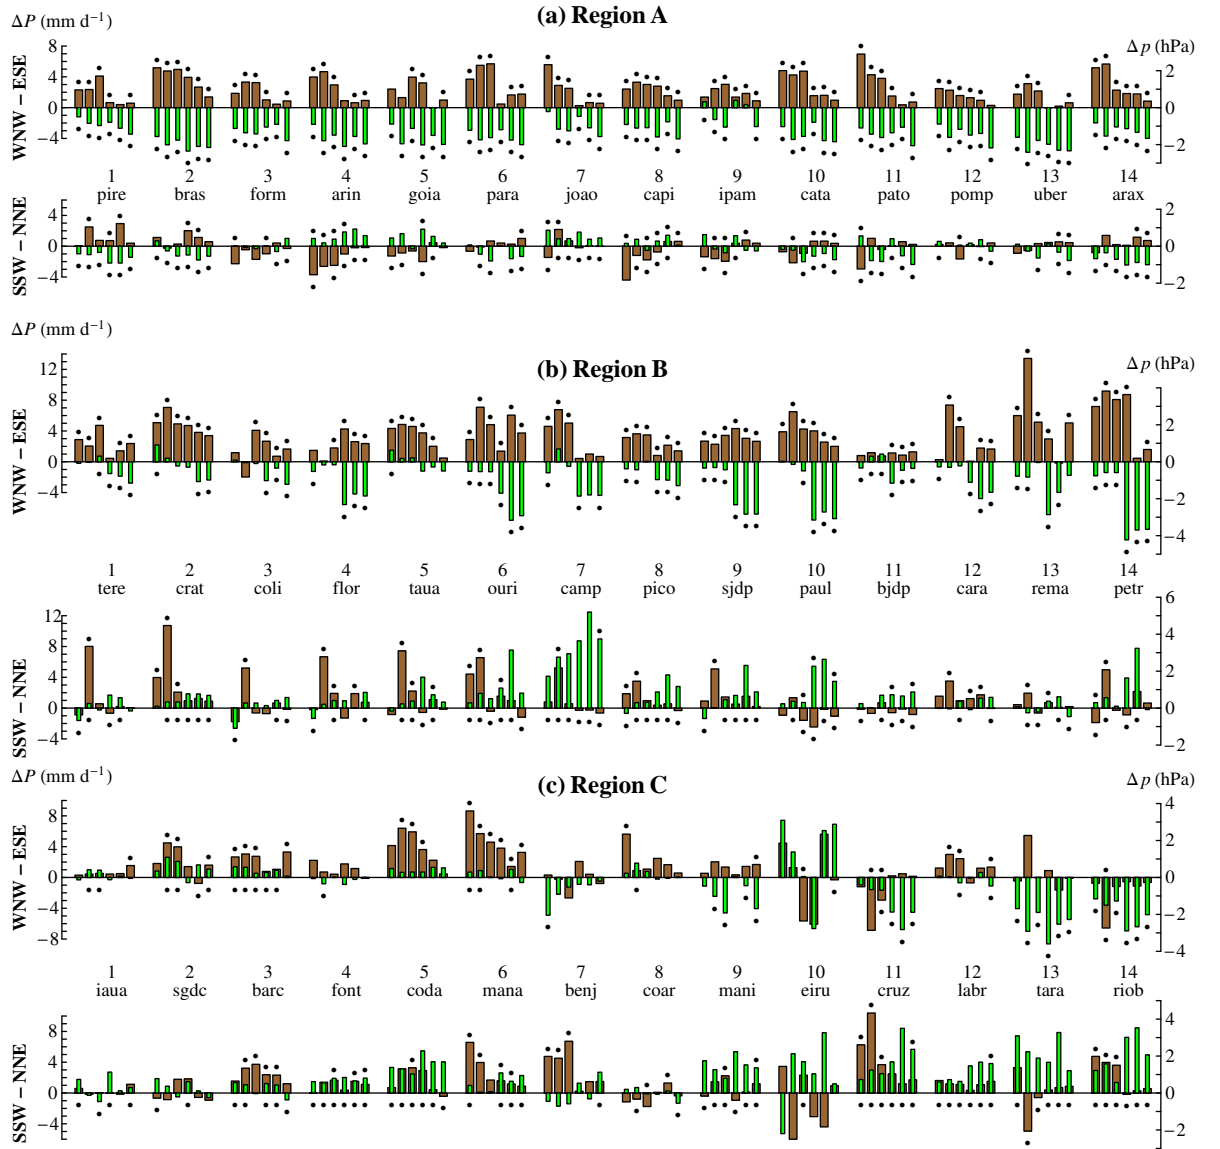 (a) Region A
ΔP (mm d⁻¹)
Δp (hPa)
WNW – ESE
8
4
0
−4
2
0
−2
1 2 3 4 5 6 7 8 9 10 11 12 13 14
pire bras form arin goia para joao capi ipam cata pato pomp uber arax
SSW – NNE
4
0
−4
2
0
−2
ΔP (mm d⁻¹)
(b) Region B
Δp (hPa)
WNW – ESE
12
8
4
0
−4
2
0
−2
−4
1 2 3 4 5 6 7 8 9 10 11 12 13 14
tere crat coli flor taua ouri camp pico sjdp paul bjdp cara rema petr
SSW – NNE
12
8
4
0
−4
6
4
2
0
−2
ΔP (mm d⁻¹)
(c) Region C
Δp (hPa)
WNW – ESE
8
4
0
−4
−8
4
2
0
−2
−4
1 2 3 4 5 6 7 8 9 10 11 12 13 14
iaua sgdc barc font coda mana benj coar mani eiru cruz labr tara riob
SSW – NNE
8
4
0
−4
4
2
0
−2